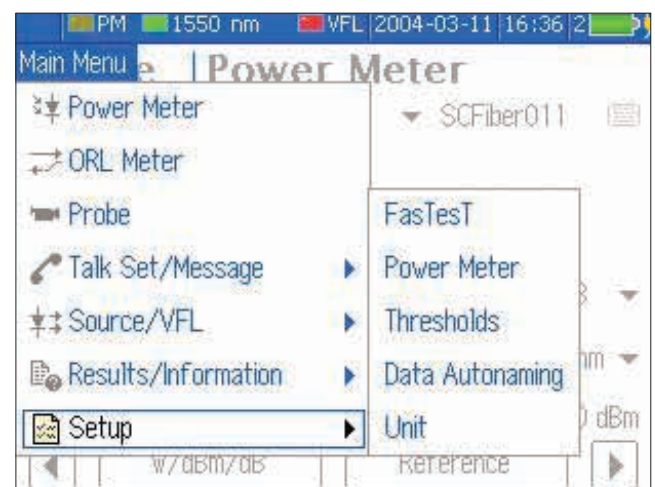 PM 1550 nm VFL 2004-03-11 16:36 2
Main Menu Power Meter
Power Meter
SCFiber011
ORL Meter
Probe
Talk Set/Message
Source/VFL
Results/Information
Setup
FasTesT
Power Meter
Thresholds
Data Autonaming
Unit
dBm
W/dBm/dB
Reference